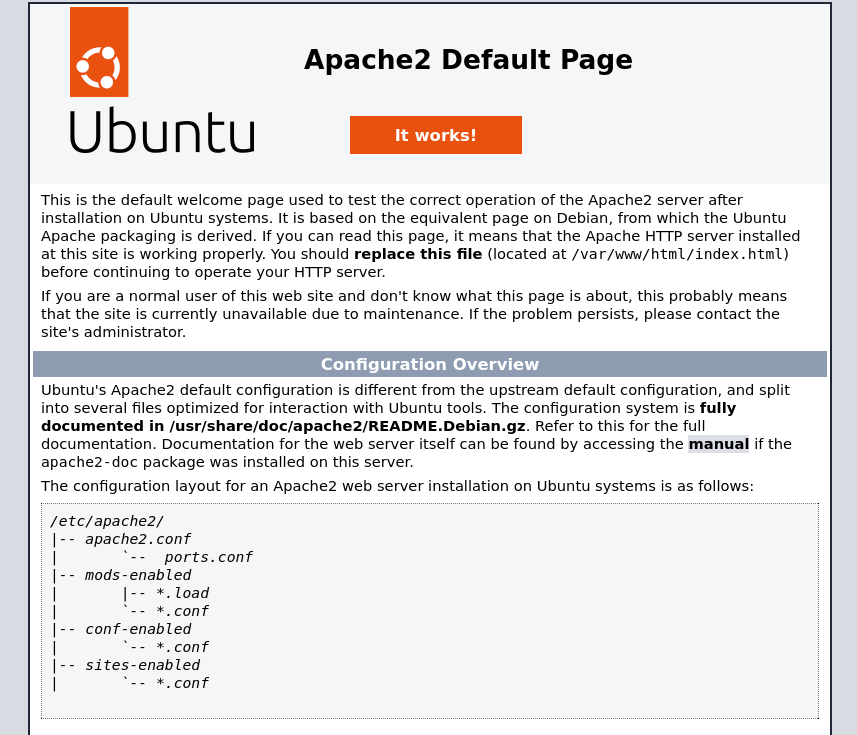 Ubuntu
Apache2 Default Page
It works!
This is the default welcome page used to test the correct operation of the Apache2 server after
installation on Ubuntu systems. It is based on the equivalent page on Debian, from which the Ubuntu
Apache packaging is derived. If you can read this page, it means that the Apache HTTP server installed
at this site is working properly. You should replace this file (located at /var/www/html/index.html)
before continuing to operate your HTTP server.
If you are a normal user of this web site and don't know what this page is about, this probably means
that the site is currently unavailable due to maintenance. If the problem persists, please contact the
site's administrator.
Configuration Overview
Ubuntu's Apache2 default configuration is different from the upstream default configuration, and split
into several files optimized for interaction with Ubuntu tools. The configuration system is fully
documented in /usr/share/doc/apache2/README.Debian.gz. Refer to this for the full
documentation. Documentation for the web server itself can be found by accessing the manual if the
apache2-doc package was installed on this server.
The configuration layout for an Apache2 web server installation on Ubuntu systems is as follows:
/etc/apache2/
|-- apache2.conf
|       `--  ports.conf
|-- mods-enabled
|       |-- *.load
|       `-- *.conf
|-- conf-enabled
|       `-- *.conf
|-- sites-enabled
|       `-- *.conf